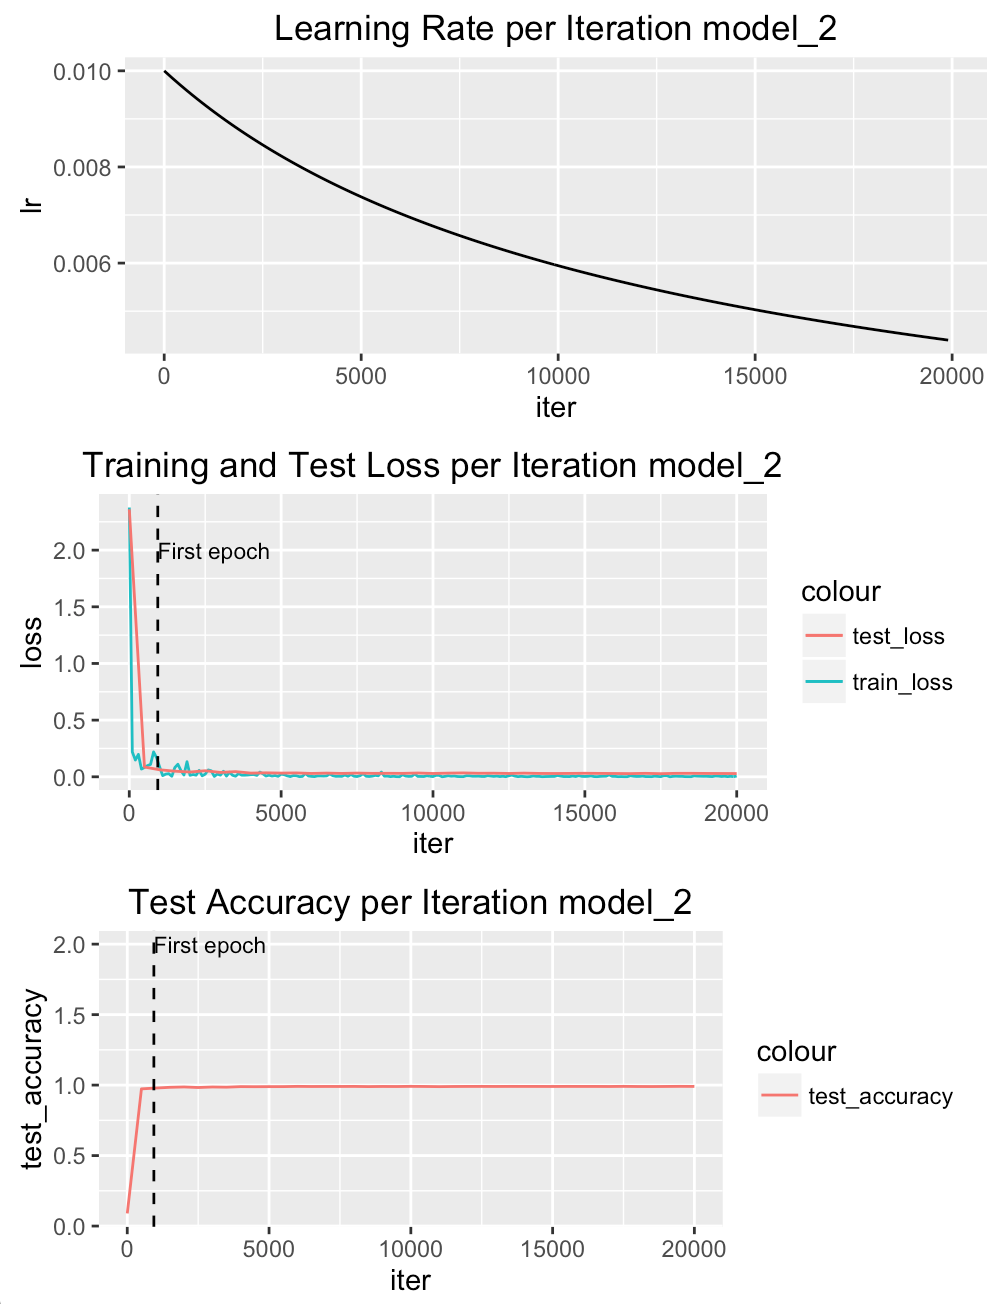 Learning Rate per Iteration model_2
0.010
0.008
0.006
lr
0 5000 10000 15000 20000
iter
Training and Test Loss per Iteration model_2
2.0
1.5
1.0
0.5
0.0
loss
First epoch
0 5000 10000 15000 20000
iter
colour
test_loss
train_loss
Test Accuracy per Iteration model_2
2.0
1.5
1.0
0.5
0.0
test_accuracy
First epoch
0 5000 10000 15000 20000
iter
colour
test_accuracy